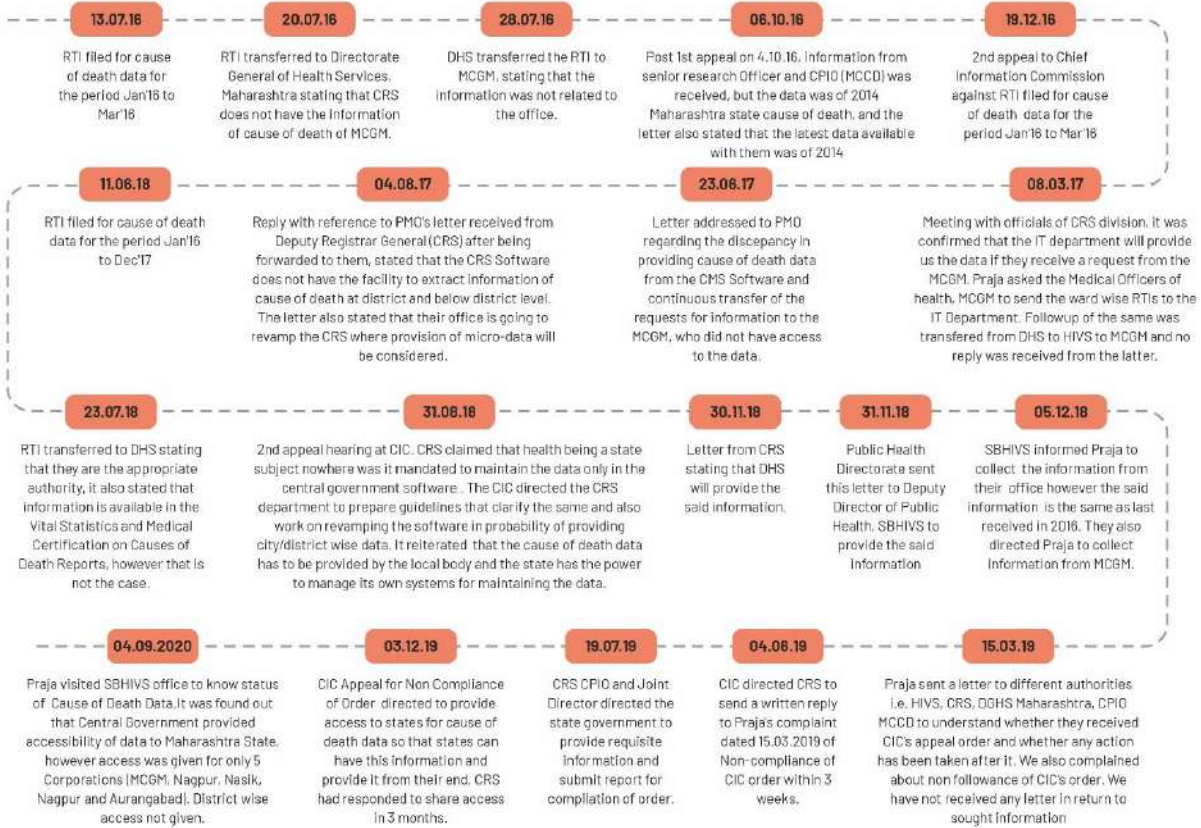 13.07.16
RTI filed for cause
of death data for
the period Jan'16 to
Mar'16
20.07.16
RTI transferred to Directorate
General of Health Services,
Maharashtra stating that CRS
does not have the information
of cause of death of MCGM.
28.07.16
DHS transferred the RTI to
MCGM, stating that the
information was not related to
the office.
06.10.16
Post 1st appeal on 4.10.16, information from
senior research Officer and CPIO (MCCD) was
received, but the data was of 2014
Maharashtra state cause of death, and the
letter also stated that the latest data available
with them was of 2014
19.12.16
2nd appeal to Chief
Information Commission
against RTI filed for cause
of death data for the
period Jan'16 to Mar'16
08.03.17
Meeting with officials of CRS division, it was
confirmed that the IT department will provide
us the data if they receive a request from the
MCGM. Praja asked the Medical Officers of
health, MCGM to send the ward wise RTIs to the
IT Department. Followup of the same was
transfered from DHS to HIVS to MCGM and no
reply was received from the latter.
23.06.17
Letter addressed to PMO
regarding the discepancy in
providing cause of death data
from the CMS Software and
continuous transfer of the
requests for information to the
MCGM, who did not have access
to the data.
04.08.17
Reply with reference to PMO's letter received from
Deputy Registrar General (CRS) after being
forwarded to them, stated that the CRS Software
does not have the facility to extract information of
cause of death at district and below district level.
The letter also stated that their office is going to
revamp the CRS where provision of micro-data will
be considered.
11.06.18
RTI filed for cause of death
data for the period Jan'16
to Dec'17
23.07.18
RTI transferred to DHS stating
that they are the appropriate
authority, it also stated that
information is available in the
Vital Statistics and Medical
Certification on Causes of
Death Reports, however that is
not the case.
31.08.18
2nd appeal hearing at CIC. CRS claimed that health being a state
subject nowhere was it mandated to maintain the data only in the
central government software . The CIC directed the CRS
department to prepare guidelines that clarify the same and also
work on revamping the software in probability of providing
city/district wise data. It reiterated that the cause of death data
has to be provided by the local body and the state has the power
to manage its own systems for maintaining the data.
30.11.18
Letter from CRS
stating that DHS
will provide the
said information.
31.11.18
Public Health
Directorate sent
this letter to Deputy
Director of Public
Health, SBHIVS to
provide the said
information
05.12.18
SBHIVS informed Praja to
collect the information from
their office however the said
information is the same as last
received in 2016. They also
directed Praja to collect
information from MCGM.
15.03.19
Praja sent a letter to different authorities
i.e. HIVS, CRS, DGHS Maharashtra, CPIO
MCCD to understand whether they received
CIC's appeal order and whether any action
has been taken after it. We also complained
about non followance of CIC's order. We
have not received any letter in return to
sought information
04.06.19
CIC directed CRS to
send a written reply
to Praja's complaint
dated 15.03.2019 of
Non-compliance of
CIC order within 3
weeks.
19.07.19
CRS CPIO and Joint
Director directed the
state government to
provide requisite
information and
submit report for
compilation of order.
03.12.19
CIC Appeal for Non Compliance
of Order directed to provide
access to states for cause of
death data so that states can
have this information and
provide it from their end. CRS
had responded to share access
in 3 months.
04.09.2020
Praja visited SBHIVS office to know status
of Cause of Death Data.It was found out
that Central Government provided
accessibility of data to Maharashtra State,
however access was given for only 5
Corporations (MCGM, Nagpur, Nasik,
Nagpur and Aurangabad). District wise
access not given.